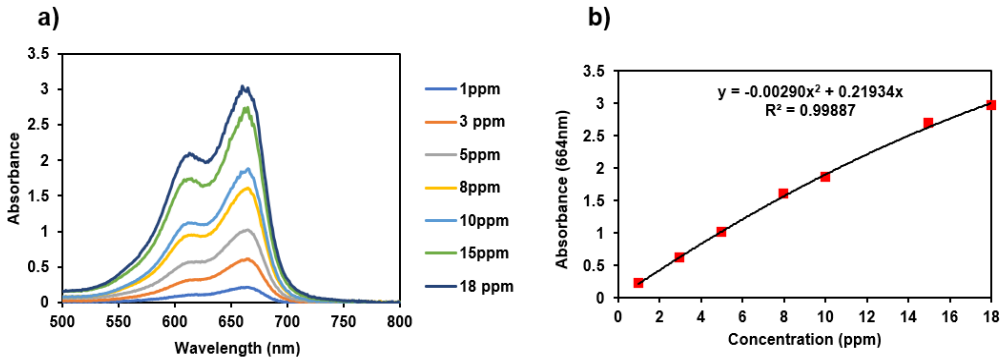 a)
3.5
3
2.5
2
1.5
1
0.5
0
500
550
600
650
700
750
800
Absorbance
Wavelength (nm)
1ppm
3 ppm
5ppm
8ppm
10ppm
15ppm
18 ppm
b)
y = -0.00290x² + 0.21934x
R² = 0.99887
3.5
3
2.5
2
1.5
1
0.5
0
0
2
4
6
8
10
12
14
16
18
Absorbance (664nm)
Concentration (ppm)